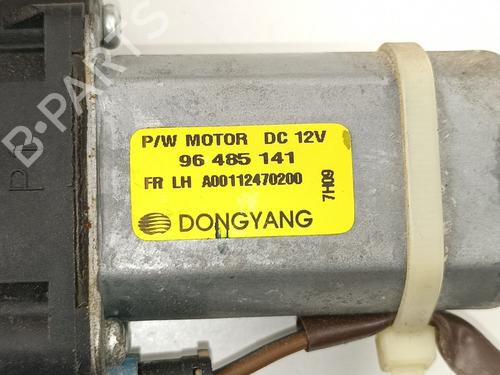 B-PARTS
P/W MOTOR DC 12V
96 485 141
FR LH A00112470200
7H09
DONGYANG